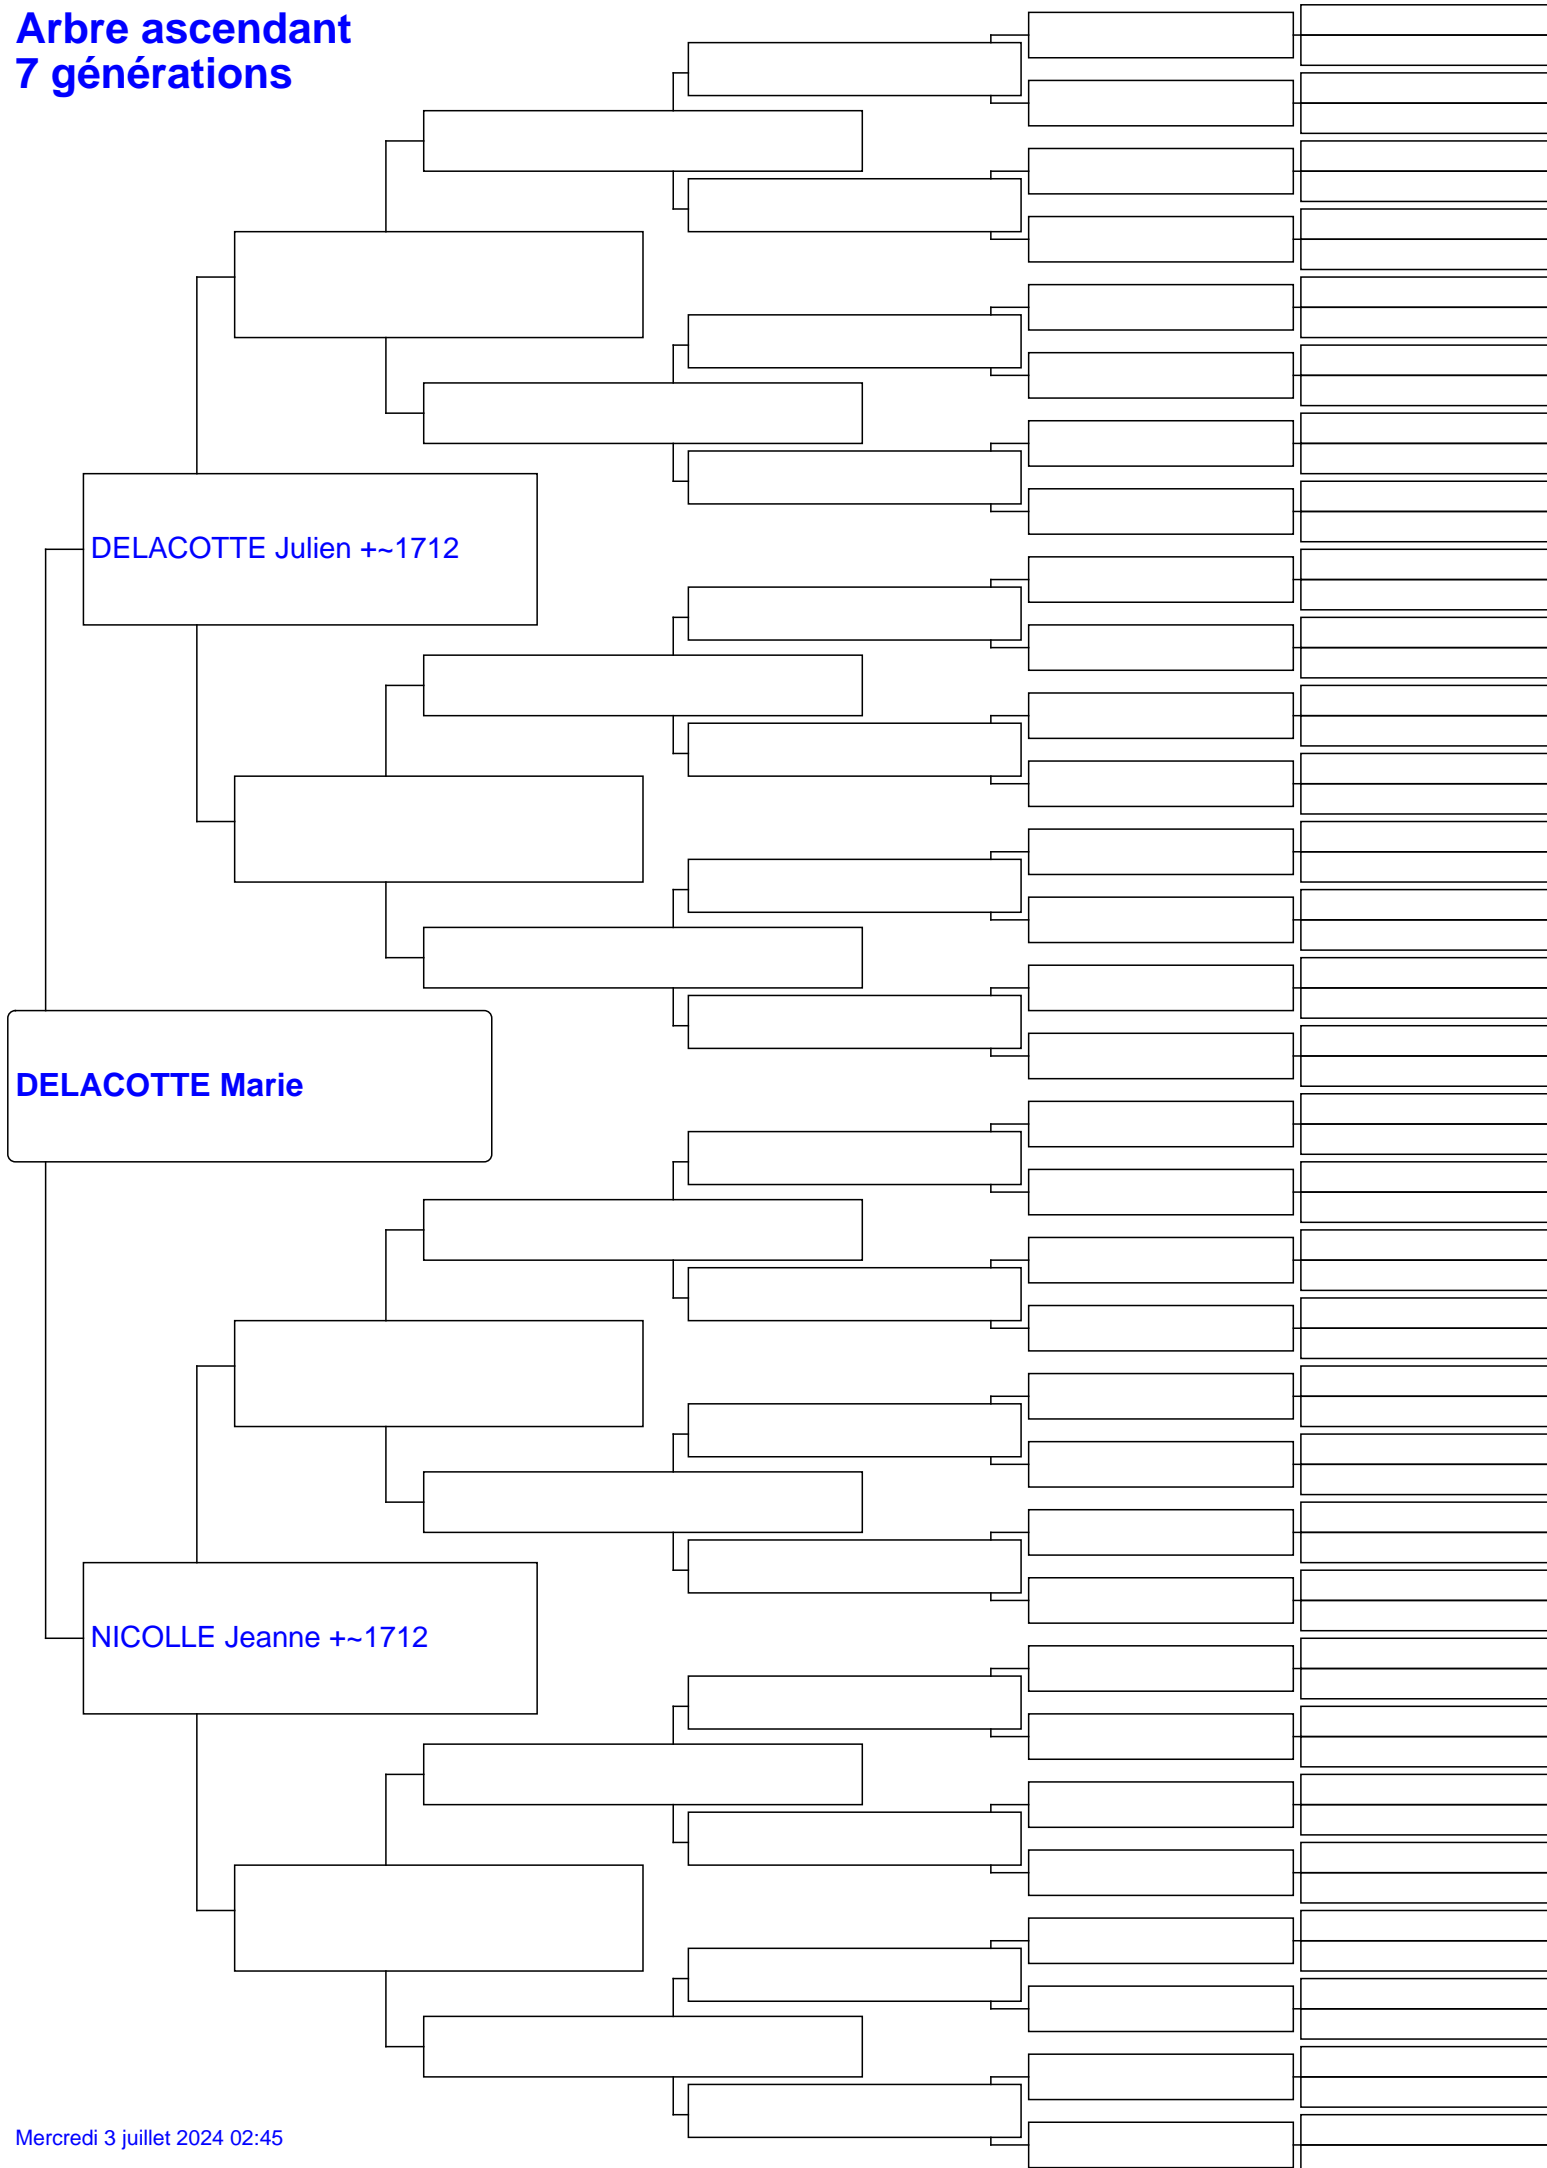 Arbre ascendant
7 générations
DELACOTTE Julien +~1712
DELACOTTE Marie
NICOLLE Jeanne +~1712
Mercredi 3 juillet 2024 02:45